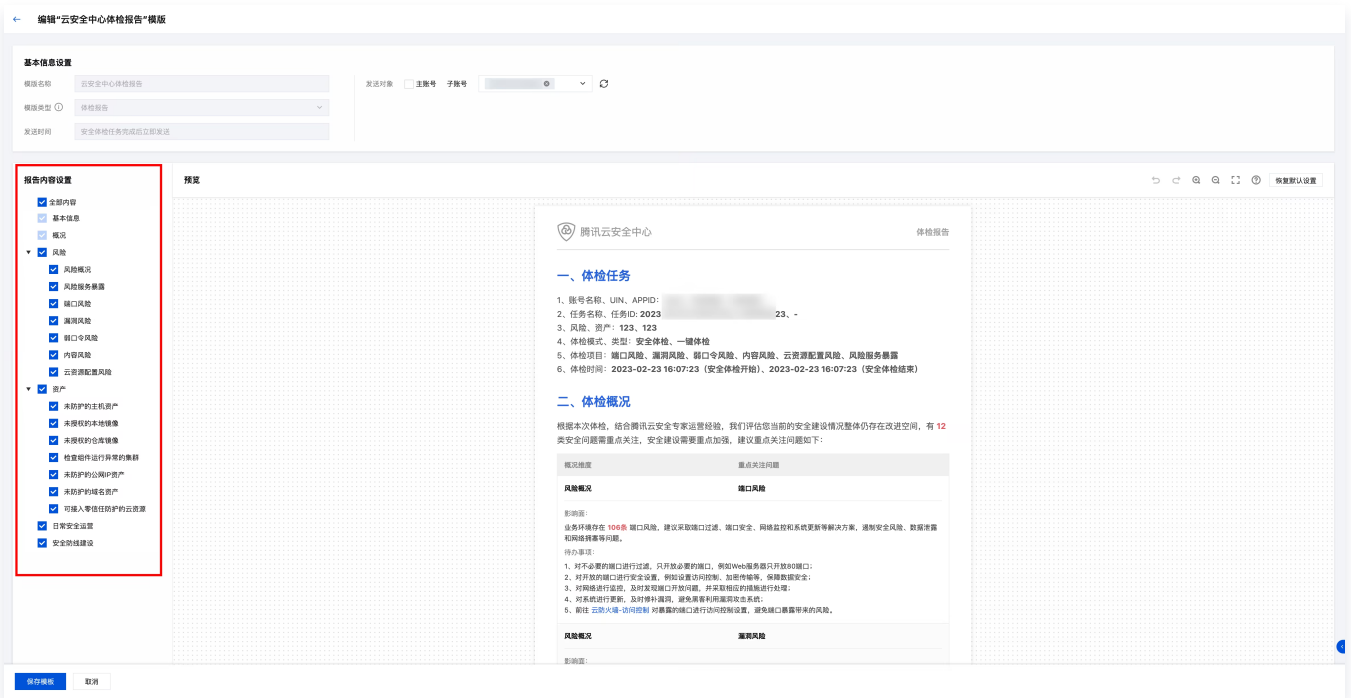 编辑“云安全中心体检报告”模版
基本信息设置
模版名称
云安全中心体检报告
发送对象
主账号
子账号
模版类型
体检报告
发送时间
安全体检任务完成后立即发送
报告内容设置
全部内容
基本信息
概况
风险
风险概况
风险服务暴露
端口风险
漏洞风险
弱口令风险
内容风险
云资源配置风险
资产
未防护的主机资产
未授权的本地镜像
未授权的仓库镜像
检查组件运行异常的集群
未防护的公网IP资产
未防护的域名资产
可接入零信任防护的云资源
日常安全运营
安全防线建设
预览
恢复默认设置
腾讯云安全中心
体检报告
一、体检任务
1、账号名称、UIN、APPID:
2、任务名称、任务ID: 2023 23、-
3、风险、资产：123、123
4、体检模式、类型：安全体检、一键体检
5、体检项目：端口风险、漏洞风险、弱口令风险、内容风险、云资源配置风险、风险服务暴露
6、体检时间：2023-02-23 16:07:23（安全体检开始）、2023-02-23 16:07:23（安全体检结束）
二、体检概况
根据本次体检，结合腾讯云安全专家运营经验，我们评估您当前的安全建设情况整体仍存在改进空间，有 12
类安全问题需重点关注，安全建设需要重点加强，建议重点关注问题如下：
概况维度
重点关注问题
风险概况
端口风险
影响面：
业务环境存在 106条 端口风险，建议采取端口过滤、端口安全、网络监控和系统更新等解决方案，遏制安全风险、数据泄露
和网络拥塞等问题。
待办事项：
1、对不必要的端口进行过滤，只开放必要的端口，例如Web服务器只开放80端口；
2、对开放的端口进行安全设置，例如设置访问控制、加密传输等，保障数据安全；
3、对网络进行监控，及时发现端口开放问题，并采取相应的措施进行处理；
4、对系统进行更新，及时修补漏洞，避免黑客利用漏洞攻击系统；
5、前往 云防火墙-访问控制 对暴露的端口进行访问控制设置，避免端口暴露带来的风险。
风险概况
漏洞风险
影响面：
保存模板
取消